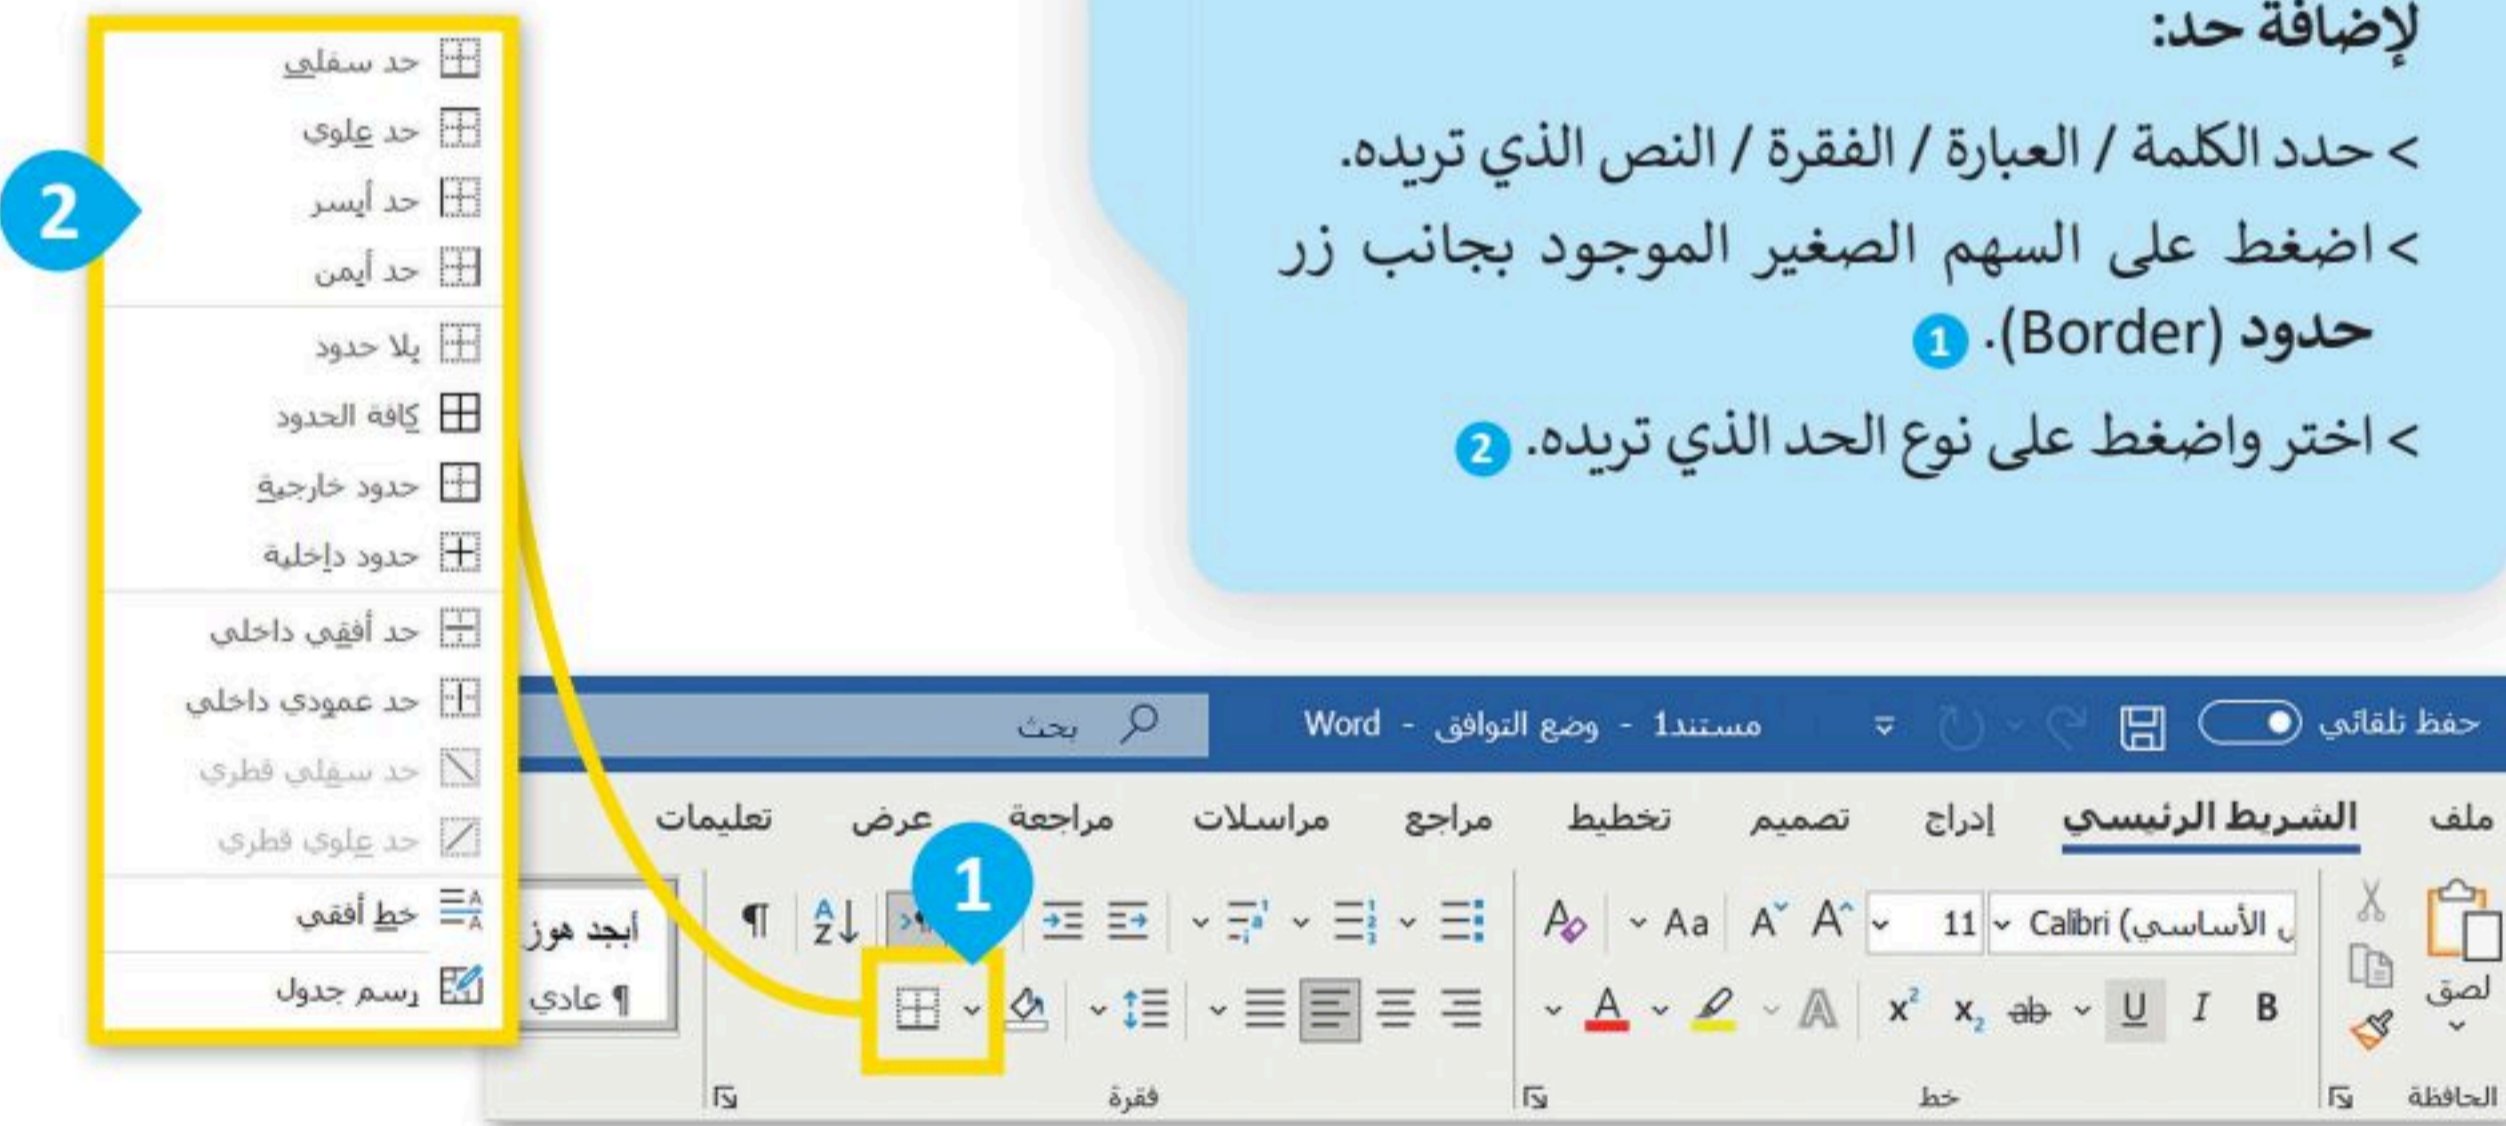 لإضافة حد:
> حدد الكلمة / العبارة / الفقرة / النص الذي تريده.
> اضغط على السهم الصغير الموجود بجانب زر
حدود (Border). 1
> اختر واضغط على نوع الحد الذي تريده. 2
2
حد سفلي
حد علوي
حد أيسر
حد أيمن
بلا حدود
كافة الحدود
حدود خارجية
حدود داخلية
حد أفقي داخلي
حد عمودي داخلي
حد سفلي قطري
حد علوي قطري
خط أفقي
رسم جدول
حفظ تلقائي
مستند1 - وضع التوافق - Word
بحث
ملف الشريط الرئيسي إدراج تصميم تخطيط مراجع مراسلات مراجعة عرض تعليمات
1
لصق
Calibri (الأساسي 11
Aa
B I U ab x₂ x² A A
أبجد هوز
¶ عادي
الحافظة خط فقرة